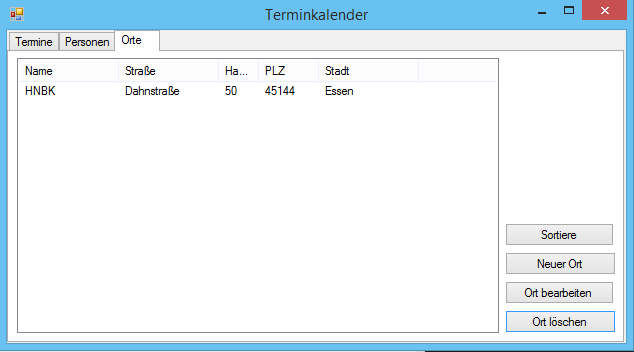 Terminkalender
Termine Personen Orte
Name Straße Ha... PLZ Stadt
HNBK Dahnstraße 50 45144 Essen
Sortiere
Neuer Ort
Ort bearbeiten
Ort löschen